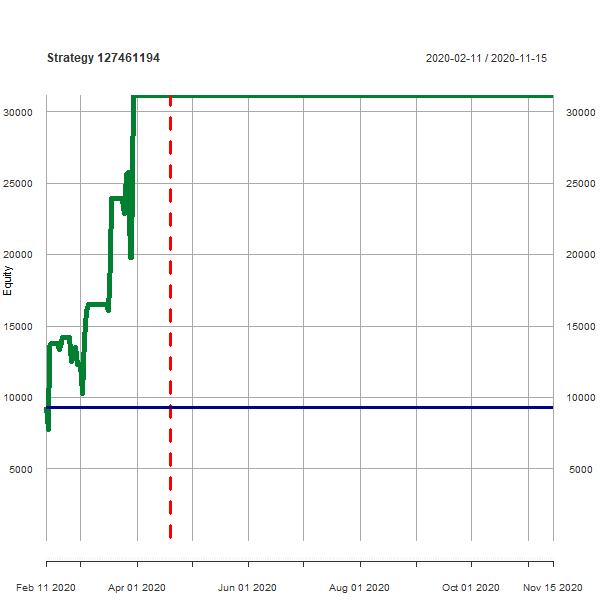 Strategy 127461194
2020-02-11 / 2020-11-15
30000
30000
25000
25000
20000
20000
Equity
15000
15000
10000
10000
5000
5000
Feb 11 2020
Apr 01 2020
Jun 01 2020
Aug 01 2020
Oct 01 2020
Nov 15 2020